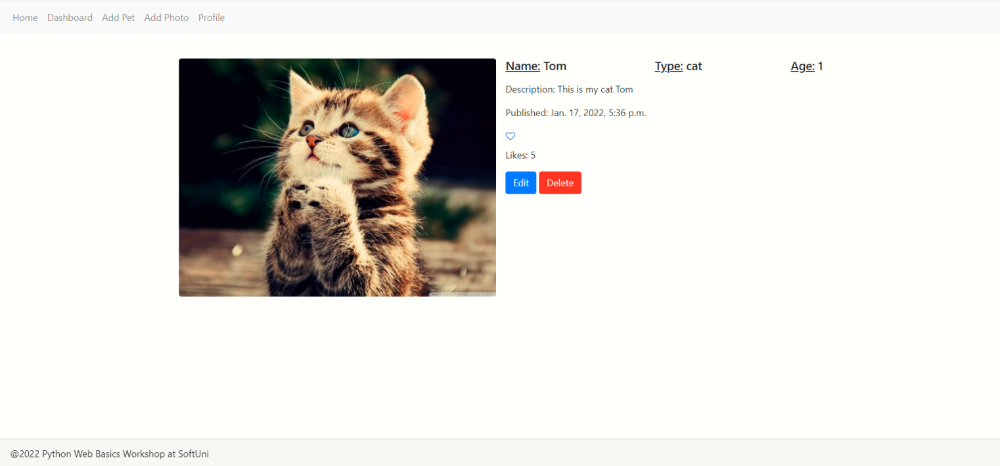 Home Dashboard Add Pet Add Photo Profile
Name: Tom Type: cat Age: 1
Description: This is my cat Tom
Published: Jan. 17, 2022, 5:36 p.m.
Likes: 5
Edit Delete
@2022 Python Web Basics Workshop at SoftUni